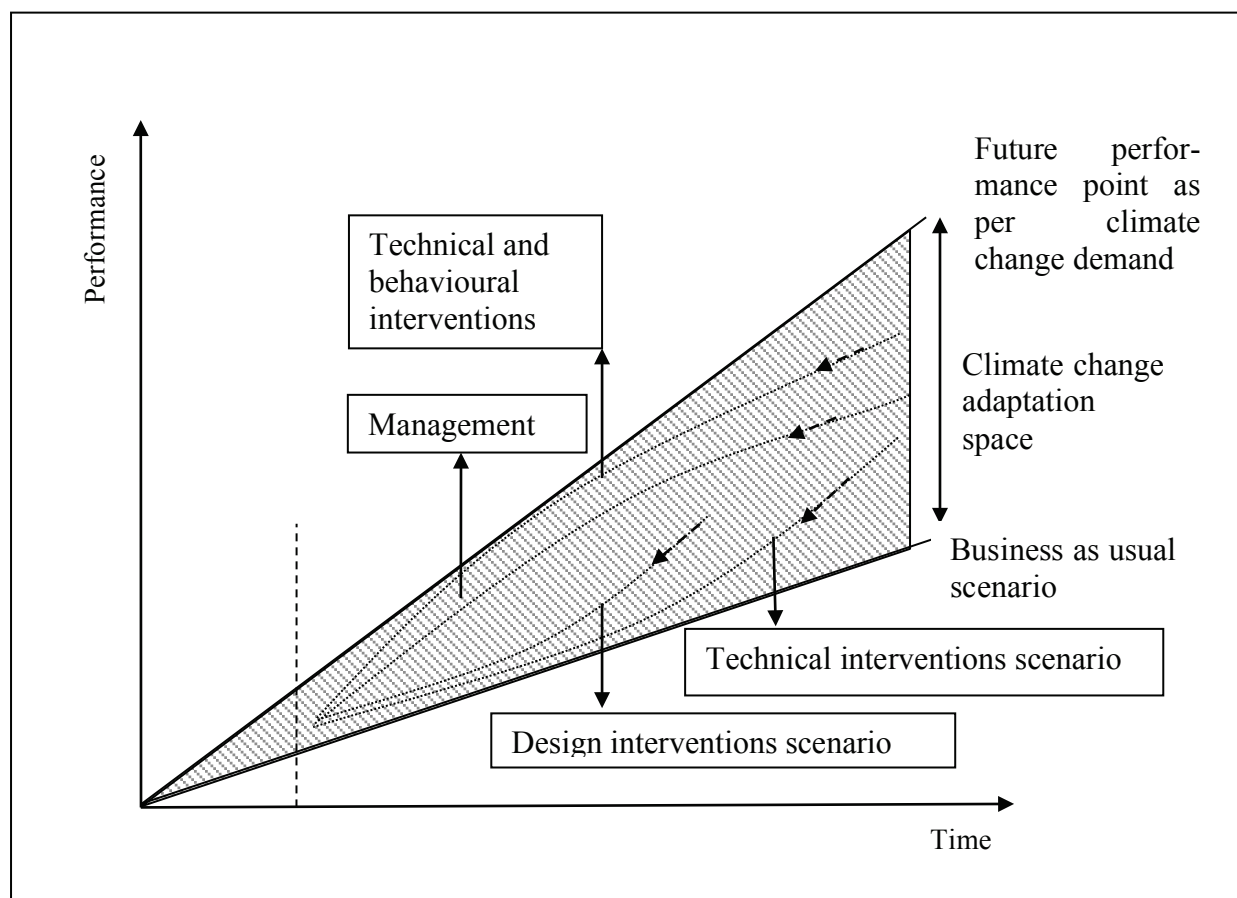 Performance
Future perfor-
mance point as
per climate
change demand
Technical and
behavioural
interventions
Management
Climate change
adaptation
space
Business as usual
scenario
Technical interventions scenario
Design interventions scenario
Time